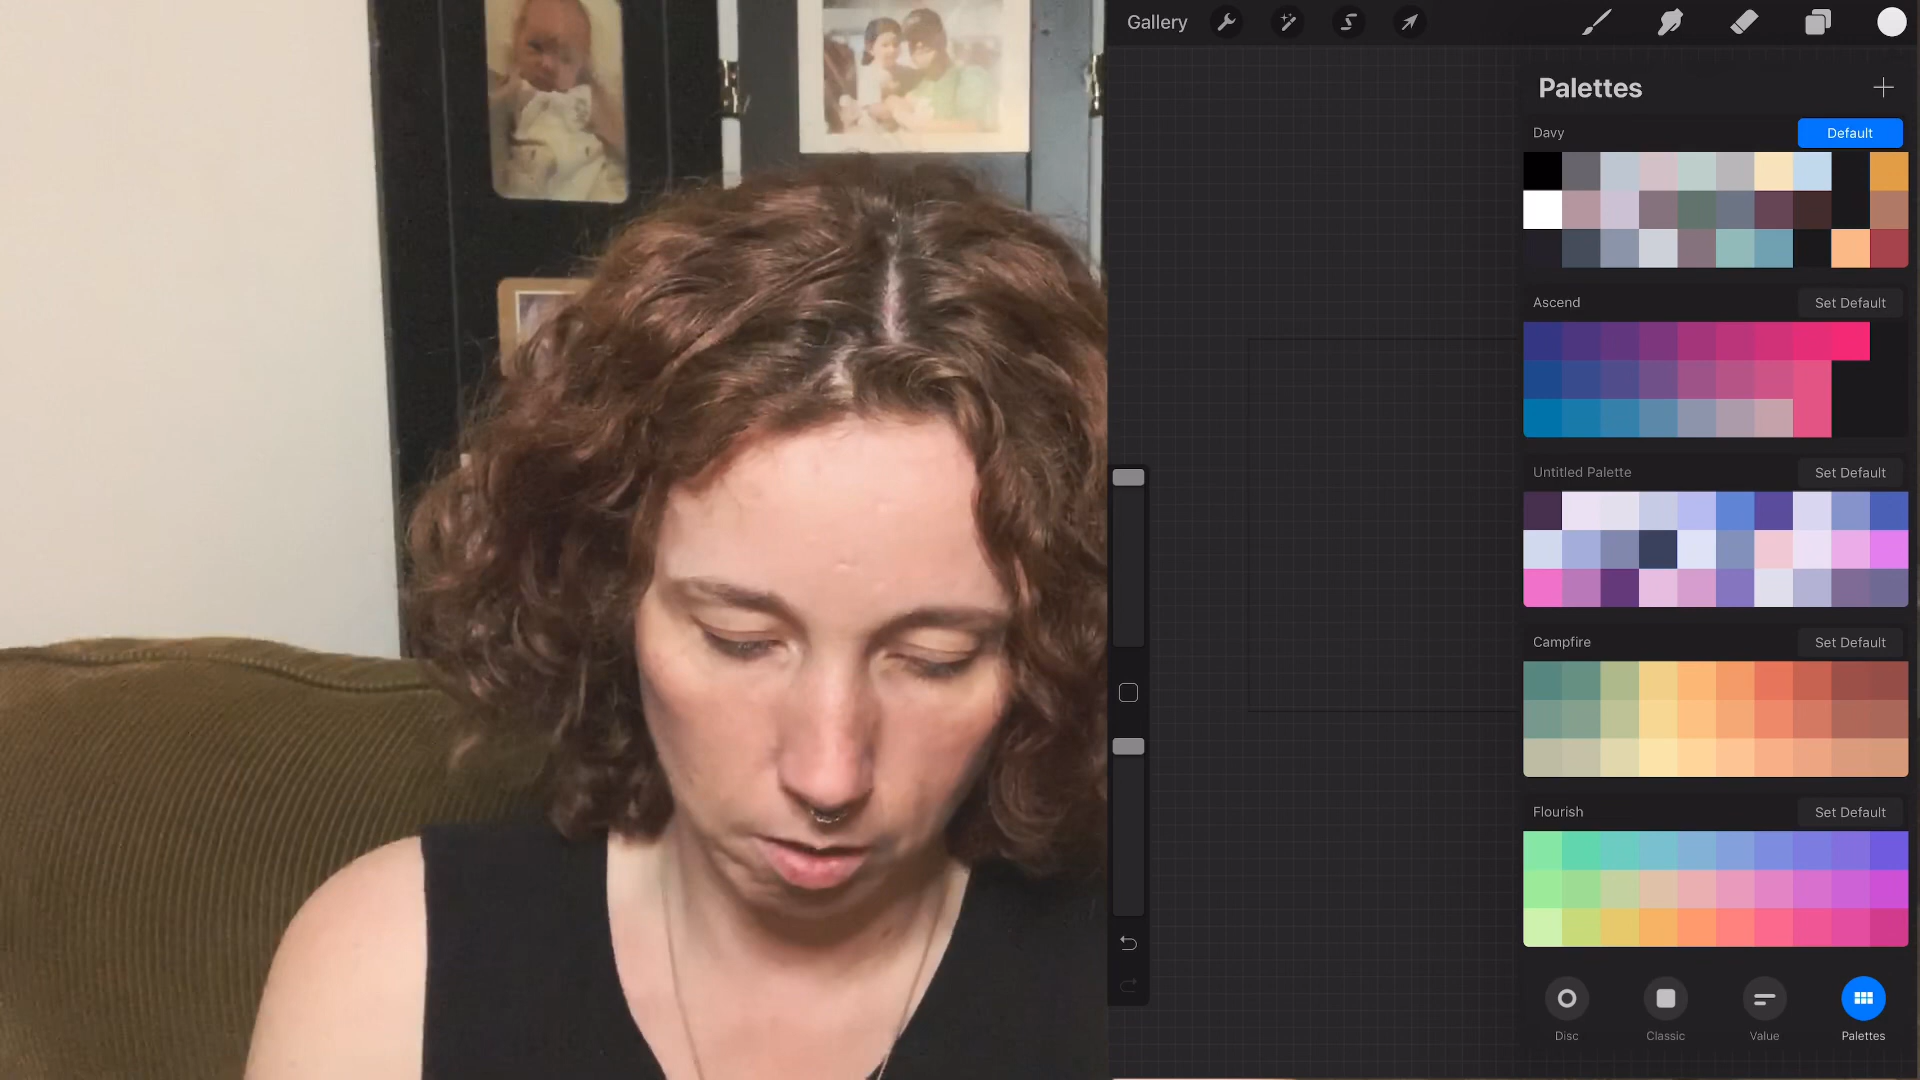 Gallery
Palettes
Davy
Default
Ascend
Set Default
Untitled Palette
Set Default
Campfire
Set Default
Flourish
Set Default
Disc
Classic
Value
Palettes